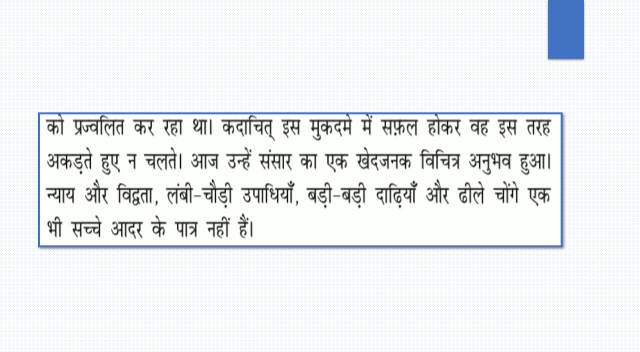 को प्रज्वलित कर रहा था। कदाचित् इस मुकदमे में सफ़ल होकर वह इस तरह
अकड़ते हुए न चलते। आज उन्हें संसार का एक खेदजनक विचित्र अनुभव हुआ।
न्याय और विद्वता, लंबी-चौड़ी उपाधियाँ, बड़ी-बड़ी दाढ़ियाँ और ढीले चोंगे एक
भी सच्चे आदर के पात्र नहीं हैं।